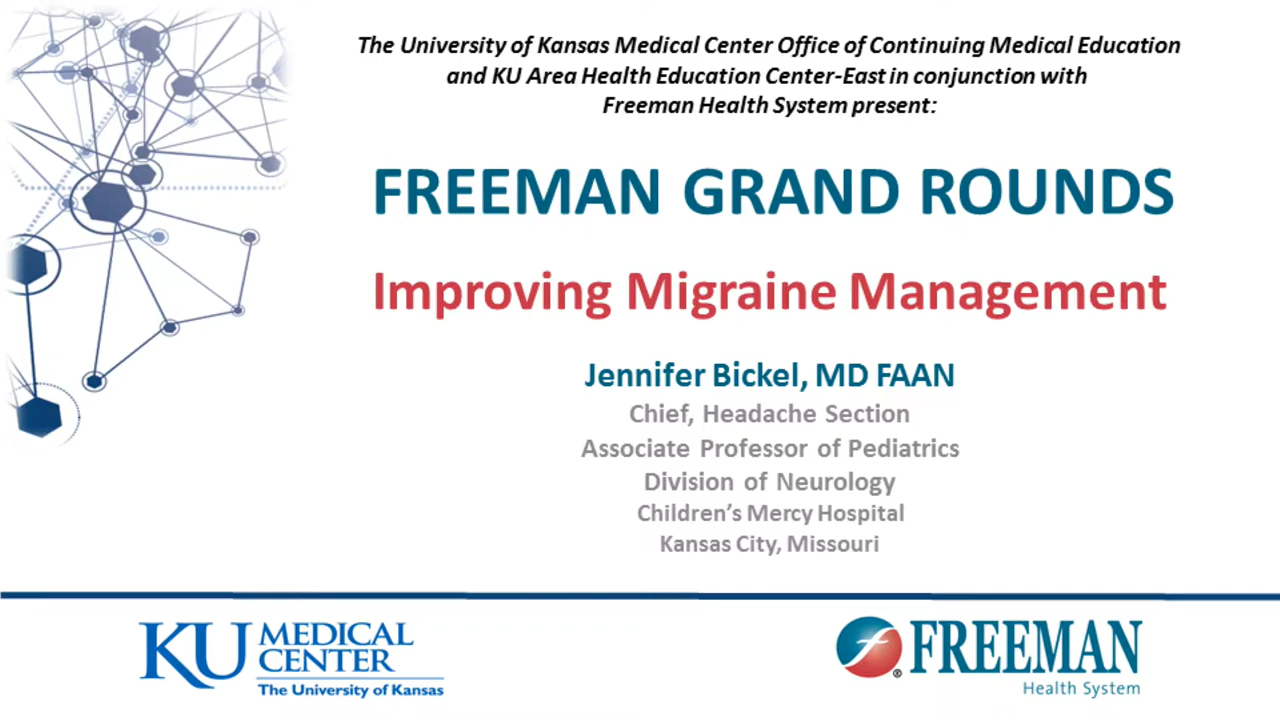 The University of Kansas Medical Center Office of Continuing Medical Education
and KU Area Health Education Center-East in conjunction with
Freeman Health System present:
FREEMAN GRAND ROUNDS
Improving Migraine Management
Jennifer Bickel, MD FAAN
Chief, Headache Section
Associate Professor of Pediatrics
Division of Neurology
Children’s Mercy Hospital
Kansas City, Missouri
KU MEDICAL
CENTER
The University of Kansas
f ® FREEMAN
Health System